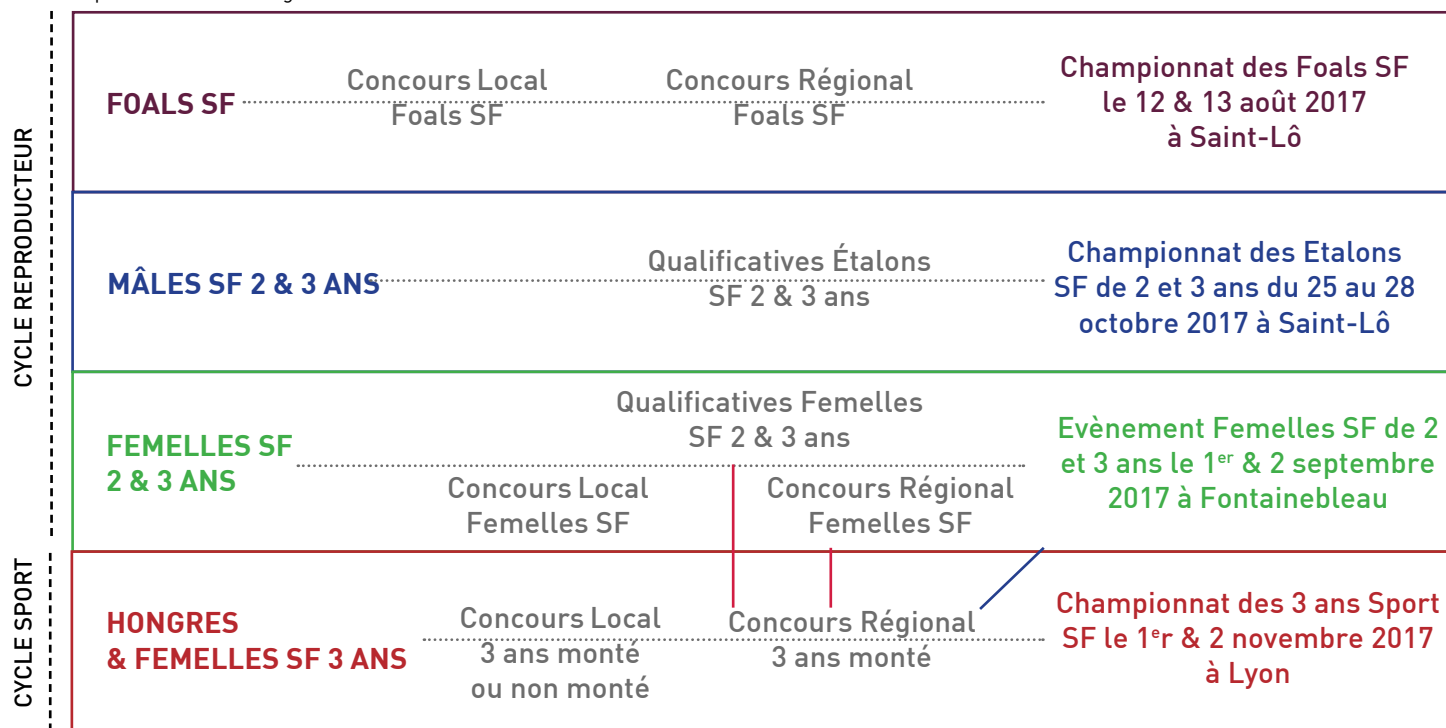 CYCLE REPRODUCTEUR
FOALS SF
Concours Local
Foals SF
Concours Régional
Foals SF
Championnat des Foals SF
le 12 & 13 août 2017
à Saint-Lô
MÂLES SF 2 & 3 ANS
Qualificatives Étalons
SF 2 & 3 ans
Championnat des Etalons
SF de 2 et 3 ans du 25 au 28
octobre 2017 à Saint-Lô
FEMELLES SF
2 & 3 ANS
Qualificatives Femelles
SF 2 & 3 ans
Concours Local
Femelles SF
Concours Régional
Femelles SF
Evènement Femelles SF de 2
et 3 ans le 1er & 2 septembre
2017 à Fontainebleau
CYCLE SPORT
HONGRES
& FEMELLES SF 3 ANS
Concours Local
3 ans monté
ou non monté
Concours Régional
3 ans monté
Championnat des 3 ans Sport
SF le 1er & 2 novembre 2017
à Lyon